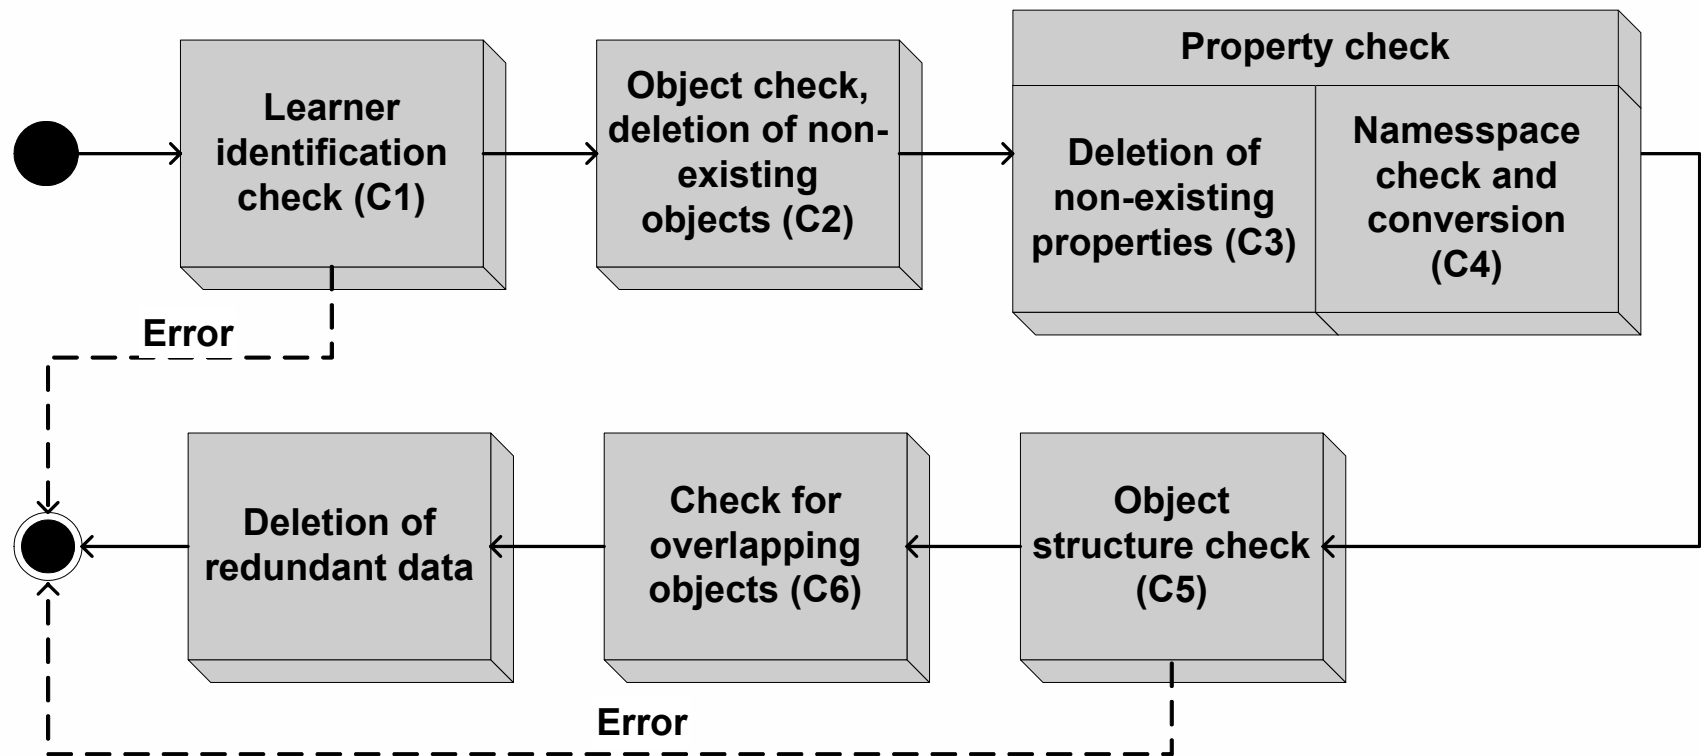 Learner
identification
check (C1)
Object check,
deletion of non-
existing
objects (C2)
Property check
Deletion of
non-existing
properties (C3)
Namesspace
check and
conversion
(C4)
Error
Deletion of
redundant data
Check for
overlapping
objects (C6)
Object
structure check
(C5)
Error